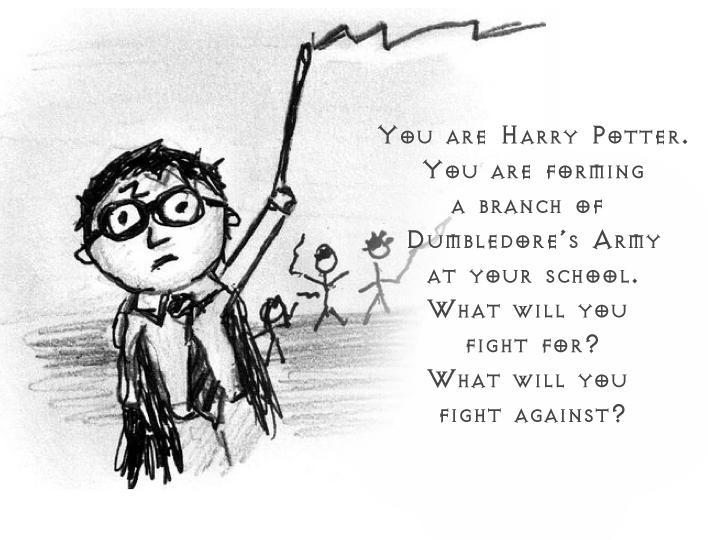 You are Harry Potter.
You are forming
a branch of
Dumbledore's Army
at your school.
What will you
fight for?
What will you
fight against?